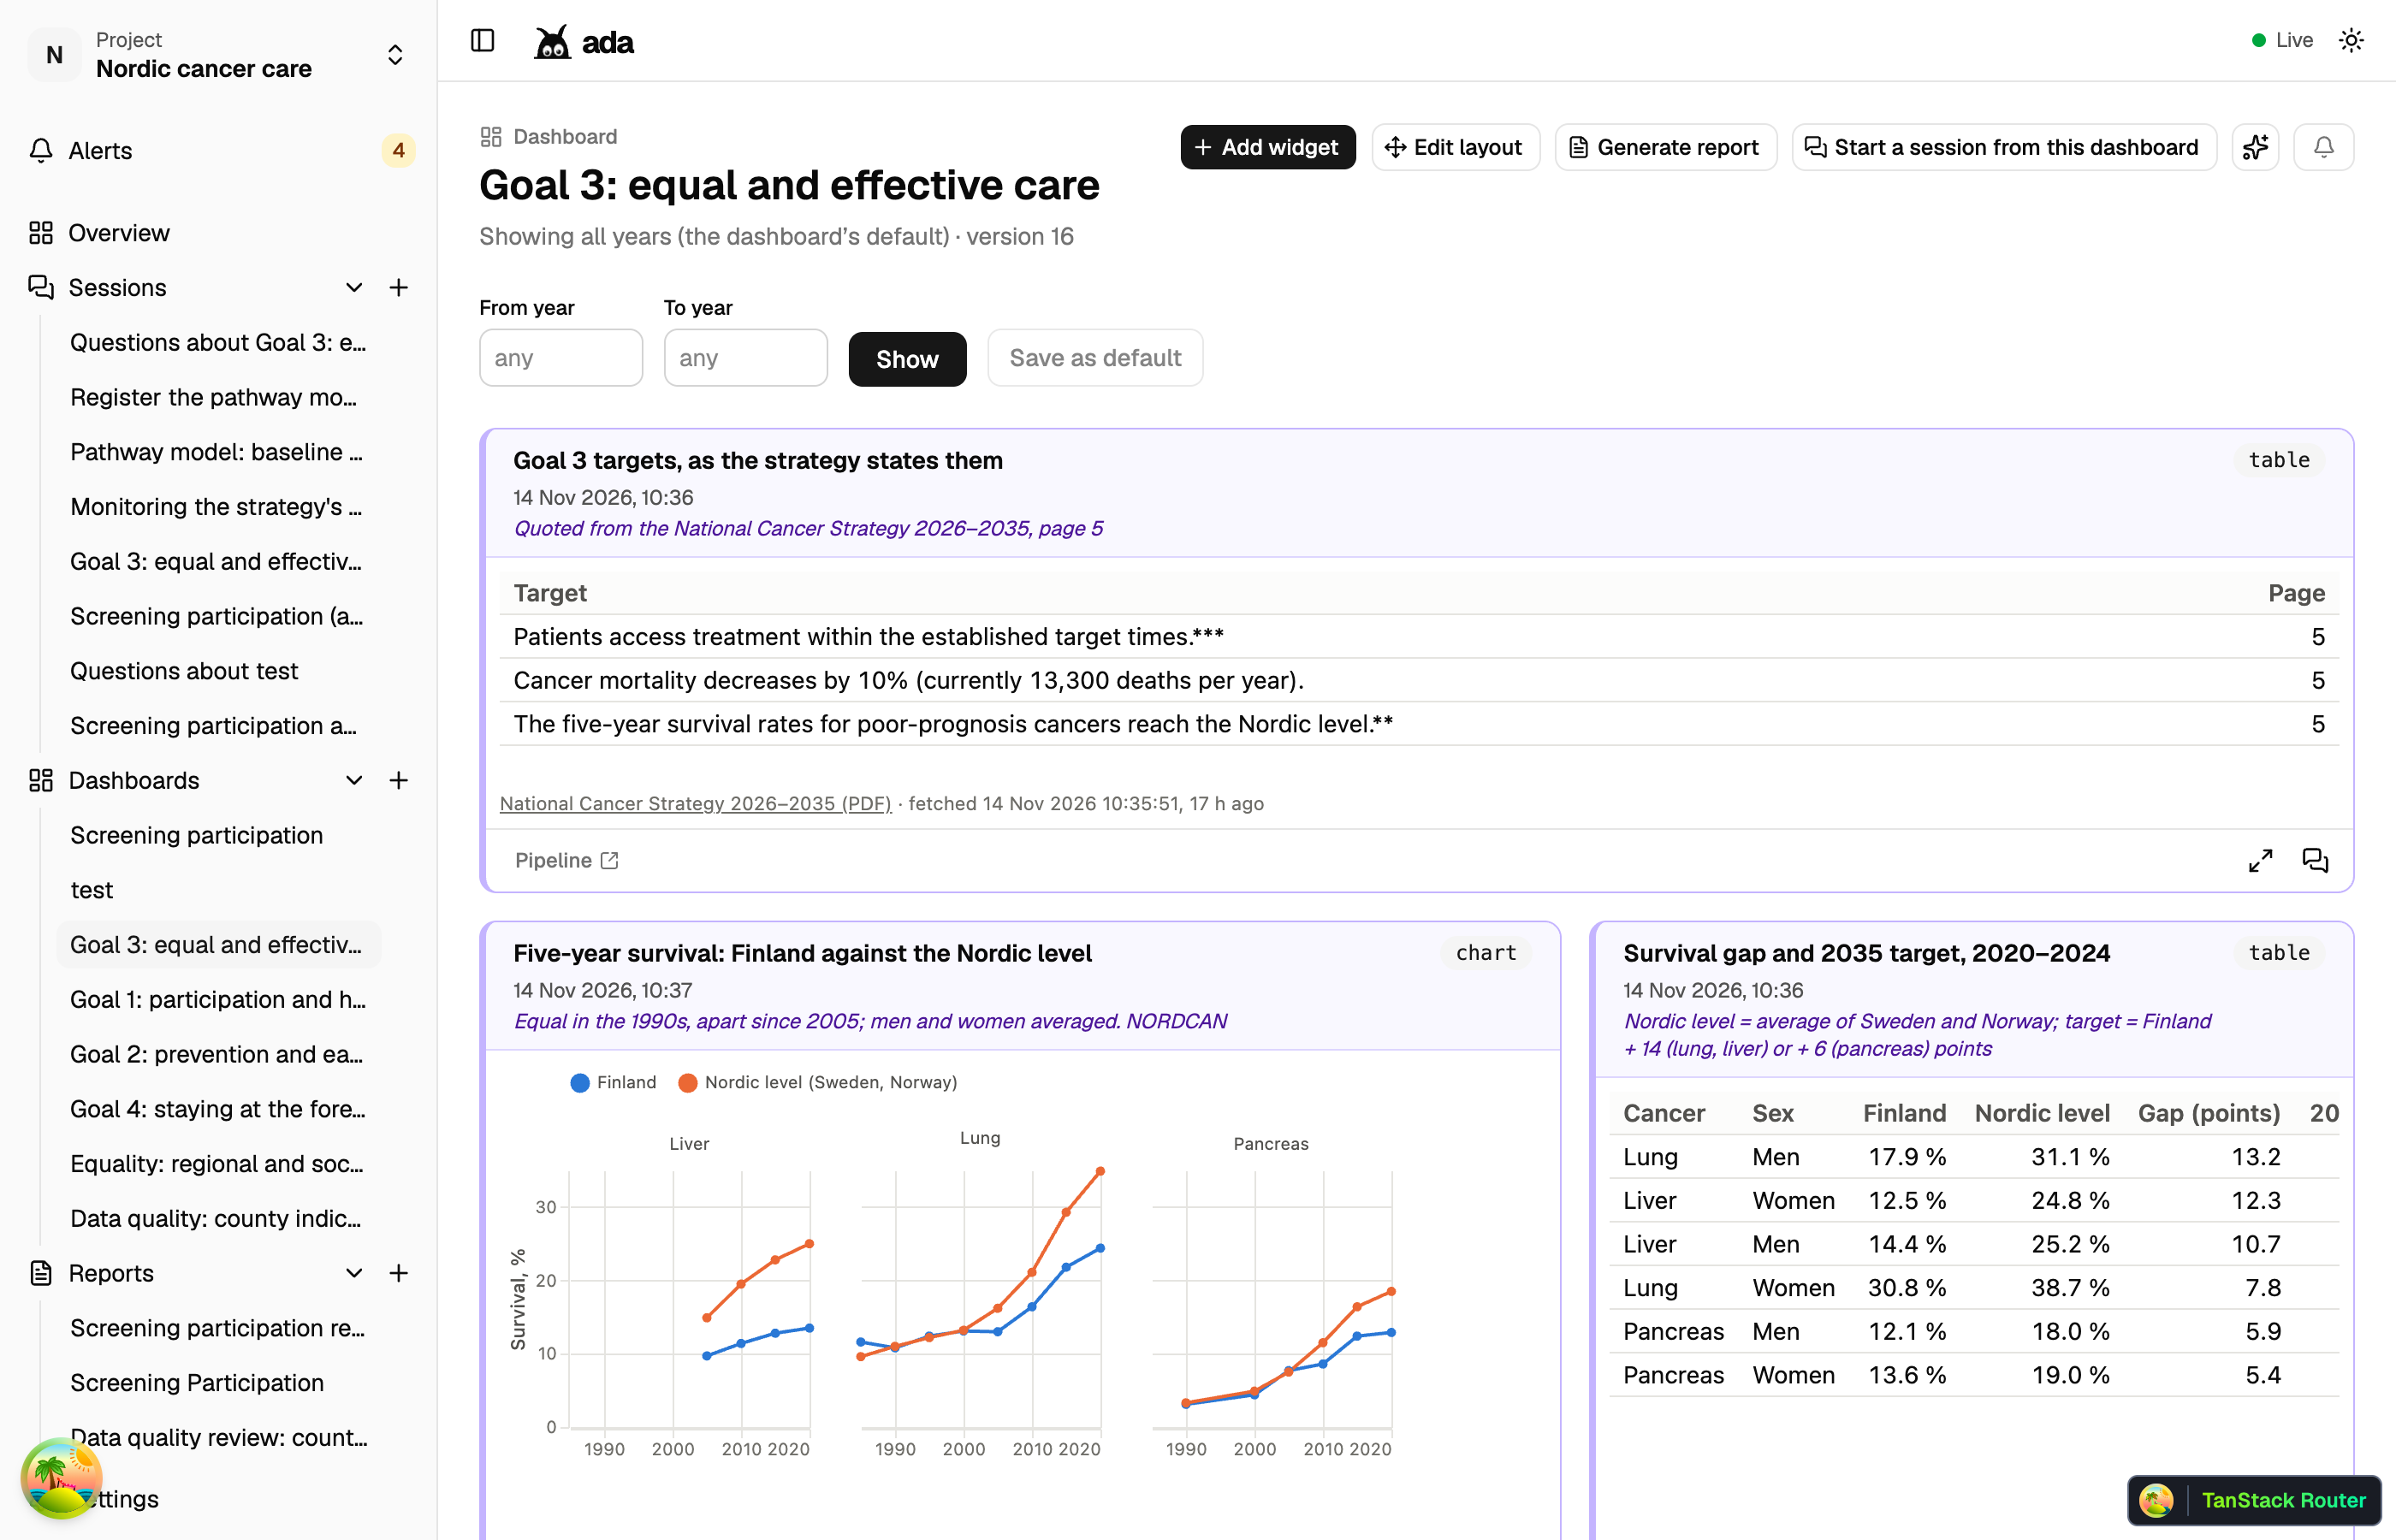 N
Project
Nordic cancer care
Alerts
4
Overview
Sessions
Questions about Goal 3: e...
Register the pathway mo...
Pathway model: baseline ...
Monitoring the strategy's ...
Goal 3: equal and effectiv...
Screening participation (a...
Questions about test
Screening participation a...
Dashboards
Screening participation
test
Goal 3: equal and effectiv...
Goal 1: participation and h...
Goal 2: prevention and ea...
Goal 4: staying at the fore...
Equality: regional and soc...
Data quality: county indic...
Reports
Screening participation re...
Screening Participation
Data quality review: count...
ttings
ada
Live
Dashboard
Goal 3: equal and effective care
Showing all years (the dashboard’s default) · version 16
Add widget
Edit layout
Generate report
Start a session from this dashboard
From year
To year
any
any
Show
Save as default
Goal 3 targets, as the strategy states them
table
14 Nov 2026, 10:36
Quoted from the National Cancer Strategy 2026–2035, page 5
Target Page
Patients access treatment within the established target times.*** 5
Cancer mortality decreases by 10% (currently 13,300 deaths per year). 5
The five-year survival rates for poor-prognosis cancers reach the Nordic level.** 5
National Cancer Strategy 2026–2035 (PDF) · fetched 14 Nov 2026 10:35:51, 17 h ago
Pipeline
Five-year survival: Finland against the Nordic level
chart
14 Nov 2026, 10:37
Equal in the 1990s, apart since 2005; men and women averaged. NORDCAN
Finland
Nordic level (Sweden, Norway)
Liver
Lung
Pancreas
Survival, %
30
20
10
0
1990 2000 2010 2020
1990 2000 2010 2020
1990 2000 2010 2020
Survival gap and 2035 target, 2020–2024
table
14 Nov 2026, 10:36
Nordic level = average of Sweden and Norway; target = Finland
+ 14 (lung, liver) or + 6 (pancreas) points
Cancer Sex Finland Nordic level Gap (points) 20
Lung Men 17.9 % 31.1 % 13.2
Liver Women 12.5 % 24.8 % 12.3
Liver Men 14.4 % 25.2 % 10.7
Lung Women 30.8 % 38.7 % 7.8
Pancreas Men 12.1 % 18.0 % 5.9
Pancreas Women 13.6 % 19.0 % 5.4
TanStack Router